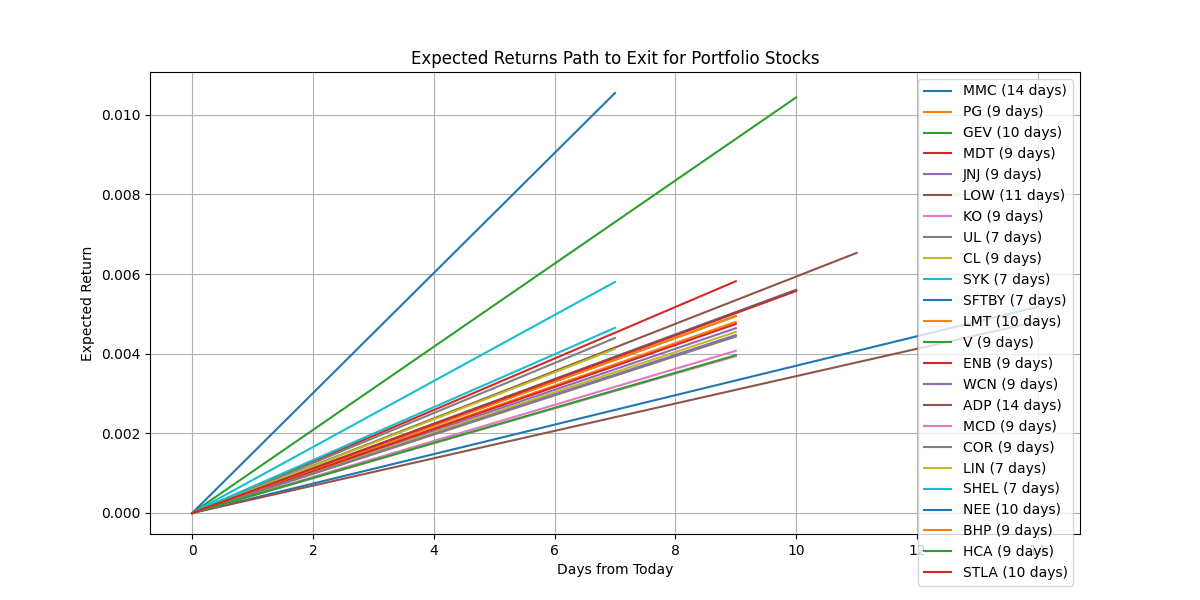 Expected Returns Path to Exit for Portfolio Stocks
Expected Return
0.010
0.008
0.006
0.004
0.002
0.000
0
2
4
6
8
10
12
Days from Today
MMC (14 days)
PG (9 days)
GEV (10 days)
MDT (9 days)
JNJ (9 days)
LOW (11 days)
KO (9 days)
UL (7 days)
CL (9 days)
SYK (7 days)
SFTBY (7 days)
LMT (10 days)
V (9 days)
ENB (9 days)
WCN (9 days)
ADP (14 days)
MCD (9 days)
COR (9 days)
LIN (7 days)
SHEL (7 days)
NEE (10 days)
BHP (9 days)
HCA (9 days)
STLA (10 days)